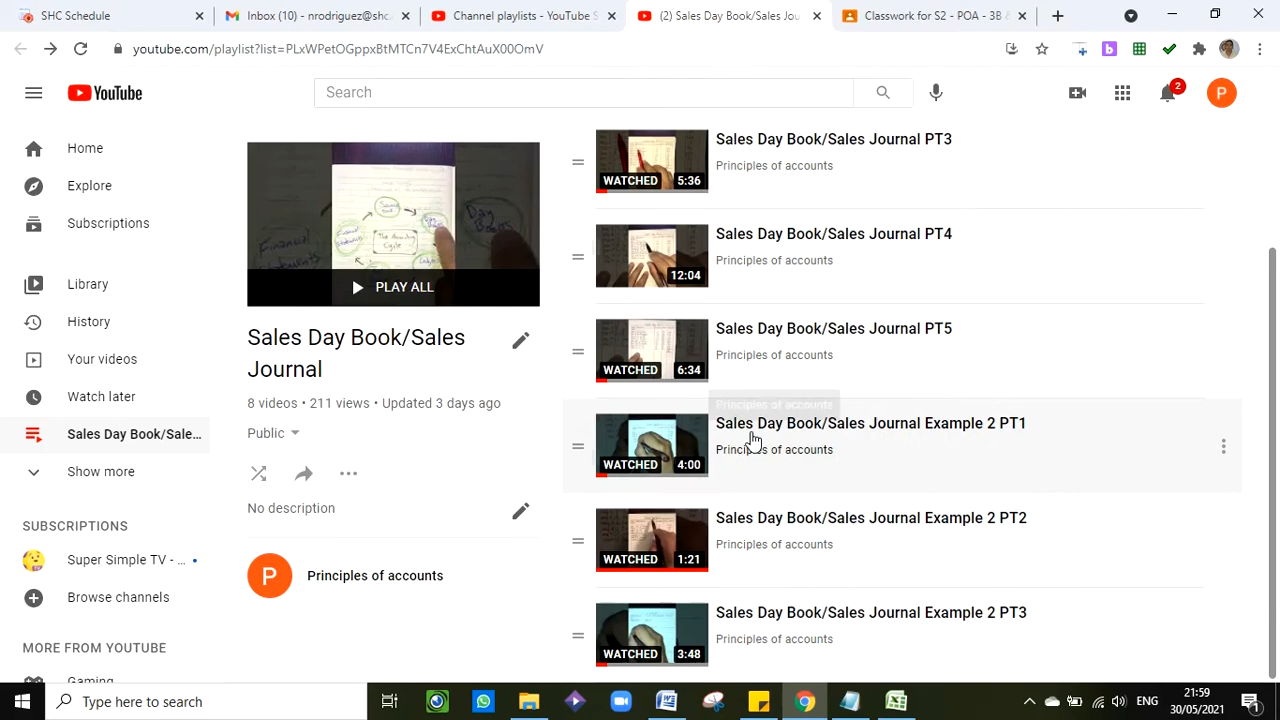 SHC Schedule
Inbox (10) - nrodriguez@shc.
Channel playlists - YouTube S
(2) Sales Day Book/Sales Jou
Classwork for S2 - POA - 3B A
youtube.com/playlist?list=PLxWPetOGppxBtMTCn7V4ExChtAuX00OmV
YouTube
Search
2
P
Home
Explore
Subscriptions
Library
History
Your videos
Watch later
Sales Day Book/Sale...
Show more
SUBSCRIPTIONS
Super Simple TV - ...
Browse channels
MORE FROM YOUTUBE
Gaming
PLAY ALL
Sales Day Book/Sales
Journal
8 videos • 211 views • Updated 3 days ago
Public
No description
P
Principles of accounts
Sales Day Book/Sales Journal PT3
Principles of accounts
WATCHED 5:36
Sales Day Book/Sales Journal PT4
Principles of accounts
12:04
Sales Day Book/Sales Journal PT5
Principles of accounts
WATCHED 6:34
Principles of accounts
Sales Day Book/Sales Journal Example 2 PT1
Principles of accounts
WATCHED 4:00
Sales Day Book/Sales Journal Example 2 PT2
Principles of accounts
WATCHED 1:21
Sales Day Book/Sales Journal Example 2 PT3
Principles of accounts
WATCHED 3:48
Type here to search
ENG
21:59
30/05/2021
1